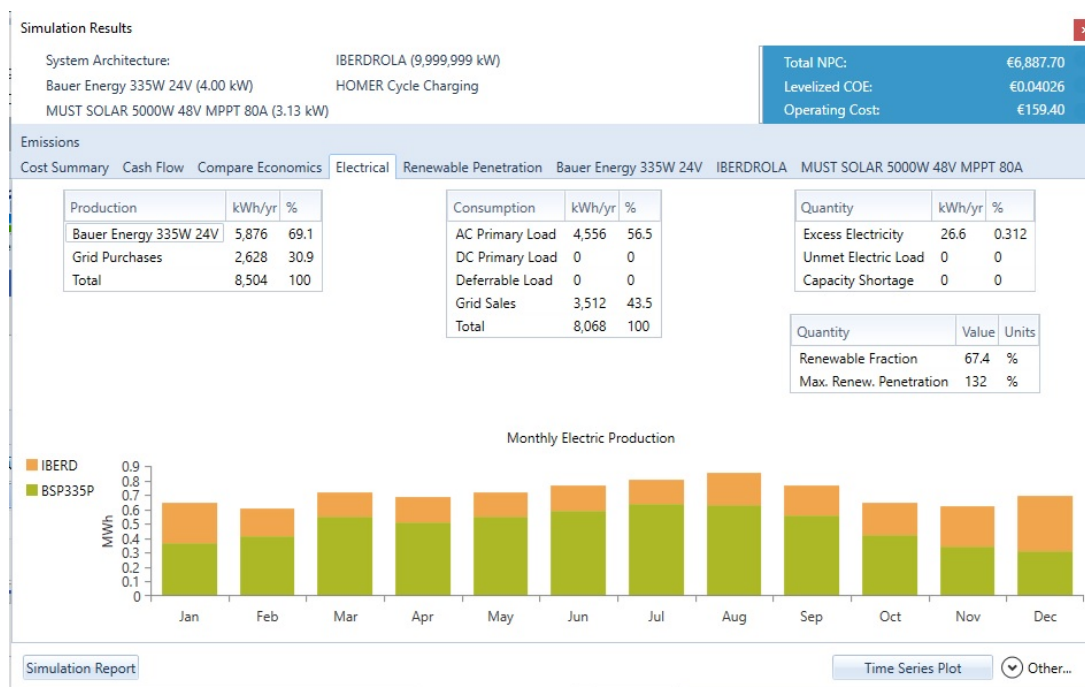 Simulation Results
System Architecture:
Bauer Energy 335W 24V (4.00 kW)
MUST SOLAR 5000W 48V MPPT 80A (3.13 kW)
IBERDROLA (9,999,999 kW)
HOMER Cycle Charging
Total NPC: €6,887.70
Levelized COE: €0.04026
Operating Cost: €159.40
Emissions
Cost Summary Cash Flow Compare Economics Electrical Renewable Penetration Bauer Energy 335W 24V IBERDROLA MUST SOLAR 5000W 48V MPPT 80A
Production kWh/yr %
Bauer Energy 335W 24V 5,876 69.1
Grid Purchases 2,628 30.9
Total 8,504 100
Consumption kWh/yr %
AC Primary Load 4,556 56.5
DC Primary Load 0 0
Deferrable Load 0 0
Grid Sales 3,512 43.5
Total 8,068 100
Quantity kWh/yr %
Excess Electricity 26.6 0.312
Unmet Electric Load 0 0
Capacity Shortage 0 0
Quantity Value Units
Renewable Fraction 67.4 %
Max. Renew. Penetration 132 %
Monthly Electric Production
IBERD
BSP335P
MWh
0.9
0.8
0.7
0.6
0.5
0.4
0.3
0.2
0.1
0
Jan Feb Mar Apr May Jun Jul Aug Sep Oct Nov Dec
Simulation Report
Time Series Plot
Other...